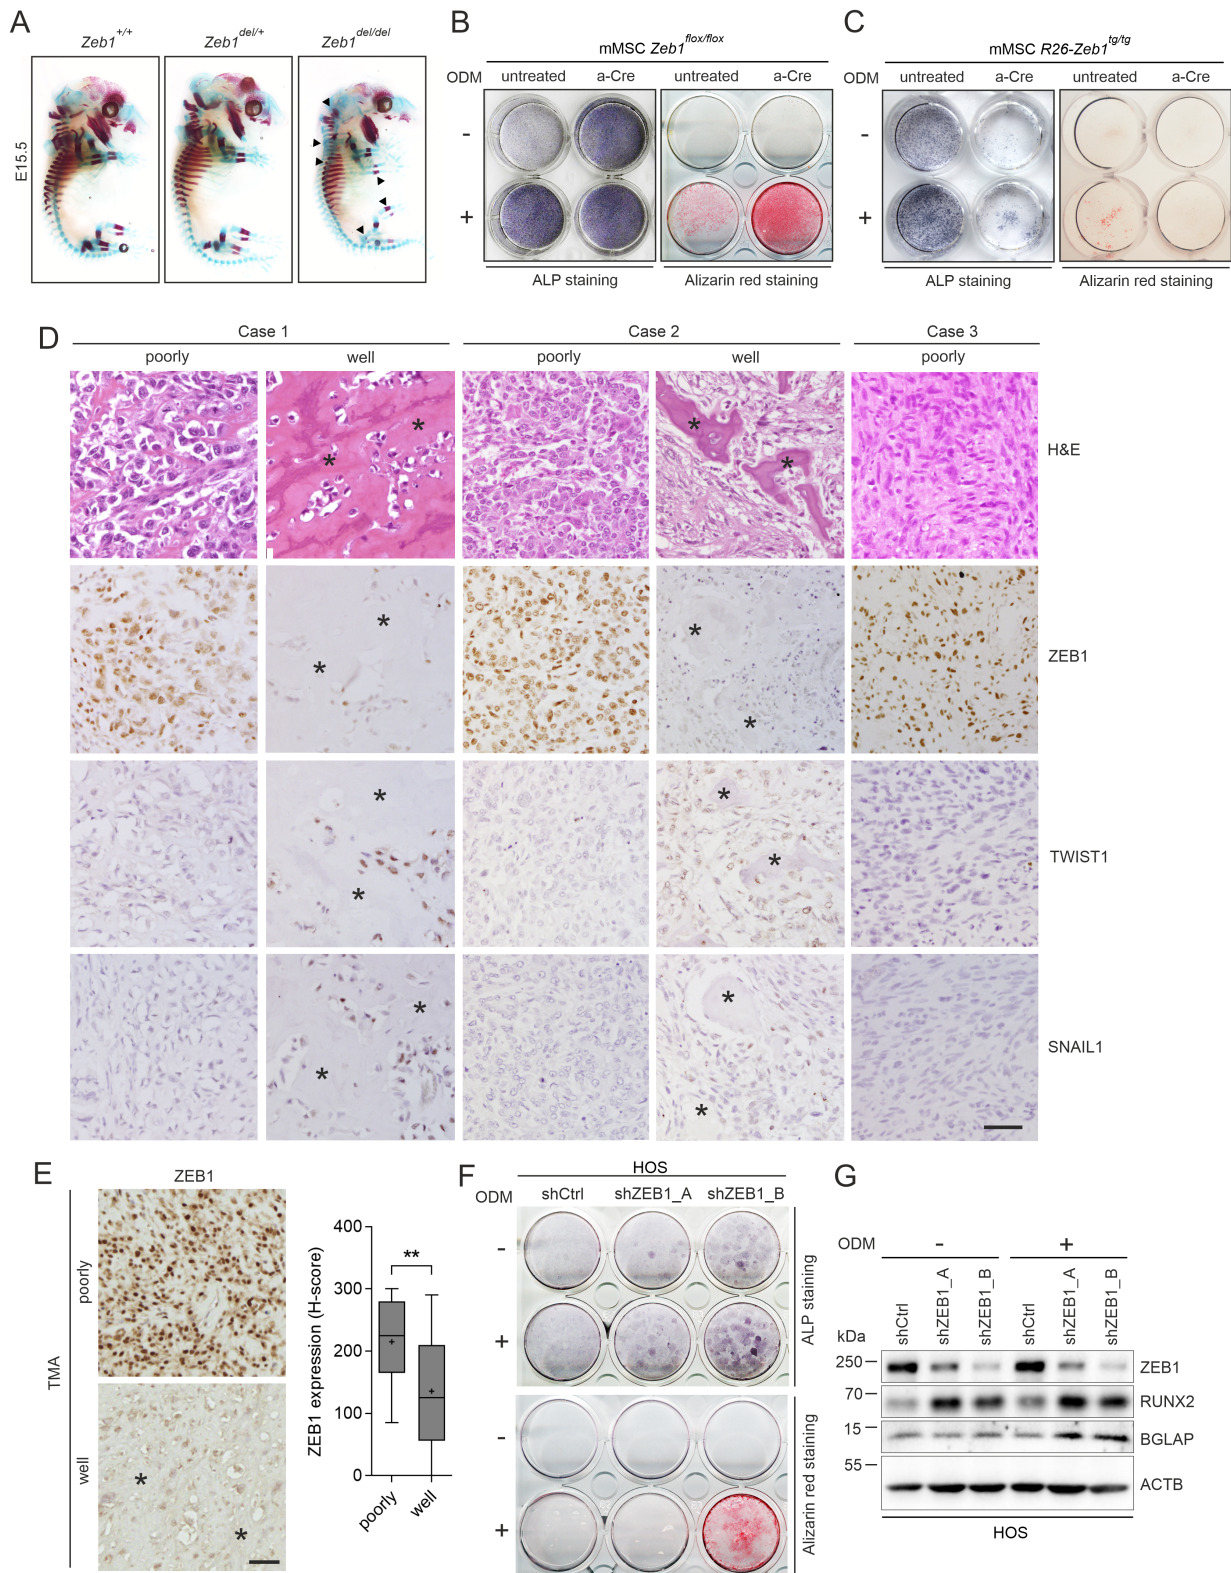 A
Zeb1+/+
Zeb1del/+
Zeb1del/del
E15.5
B
mMSC Zeb1flox/flox
ODM
untreated
a-Cre
untreated
a-Cre
-
+
ALP staining
Alizarin red staining
C
mMSC R26-Zeb1tg/tg
ODM
untreated
a-Cre
untreated
a-Cre
-
+
ALP staining
Alizarin red staining
D
Case 1
Case 2
Case 3
poorly
well
poorly
well
poorly
* * * *
H&E
* * * *
ZEB1
* * * *
TWIST1
* * * *
SNAIL1
E
ZEB1
TMA
poorly
well
* *
ZEB1 expression (H-score)
400
300
200
100
0
**
+
+
poorly
well
F
HOS
ODM
shCtrl
shZEB1_A
shZEB1_B
-
+
ALP staining
-
+
Alizarin red staining
G
ODM
-
+
shCtrl
shZEB1_A
shZEB1_B
shCtrl
shZEB1_A
shZEB1_B
kDa
250
ZEB1
70
RUNX2
15
BGLAP
55
ACTB
HOS